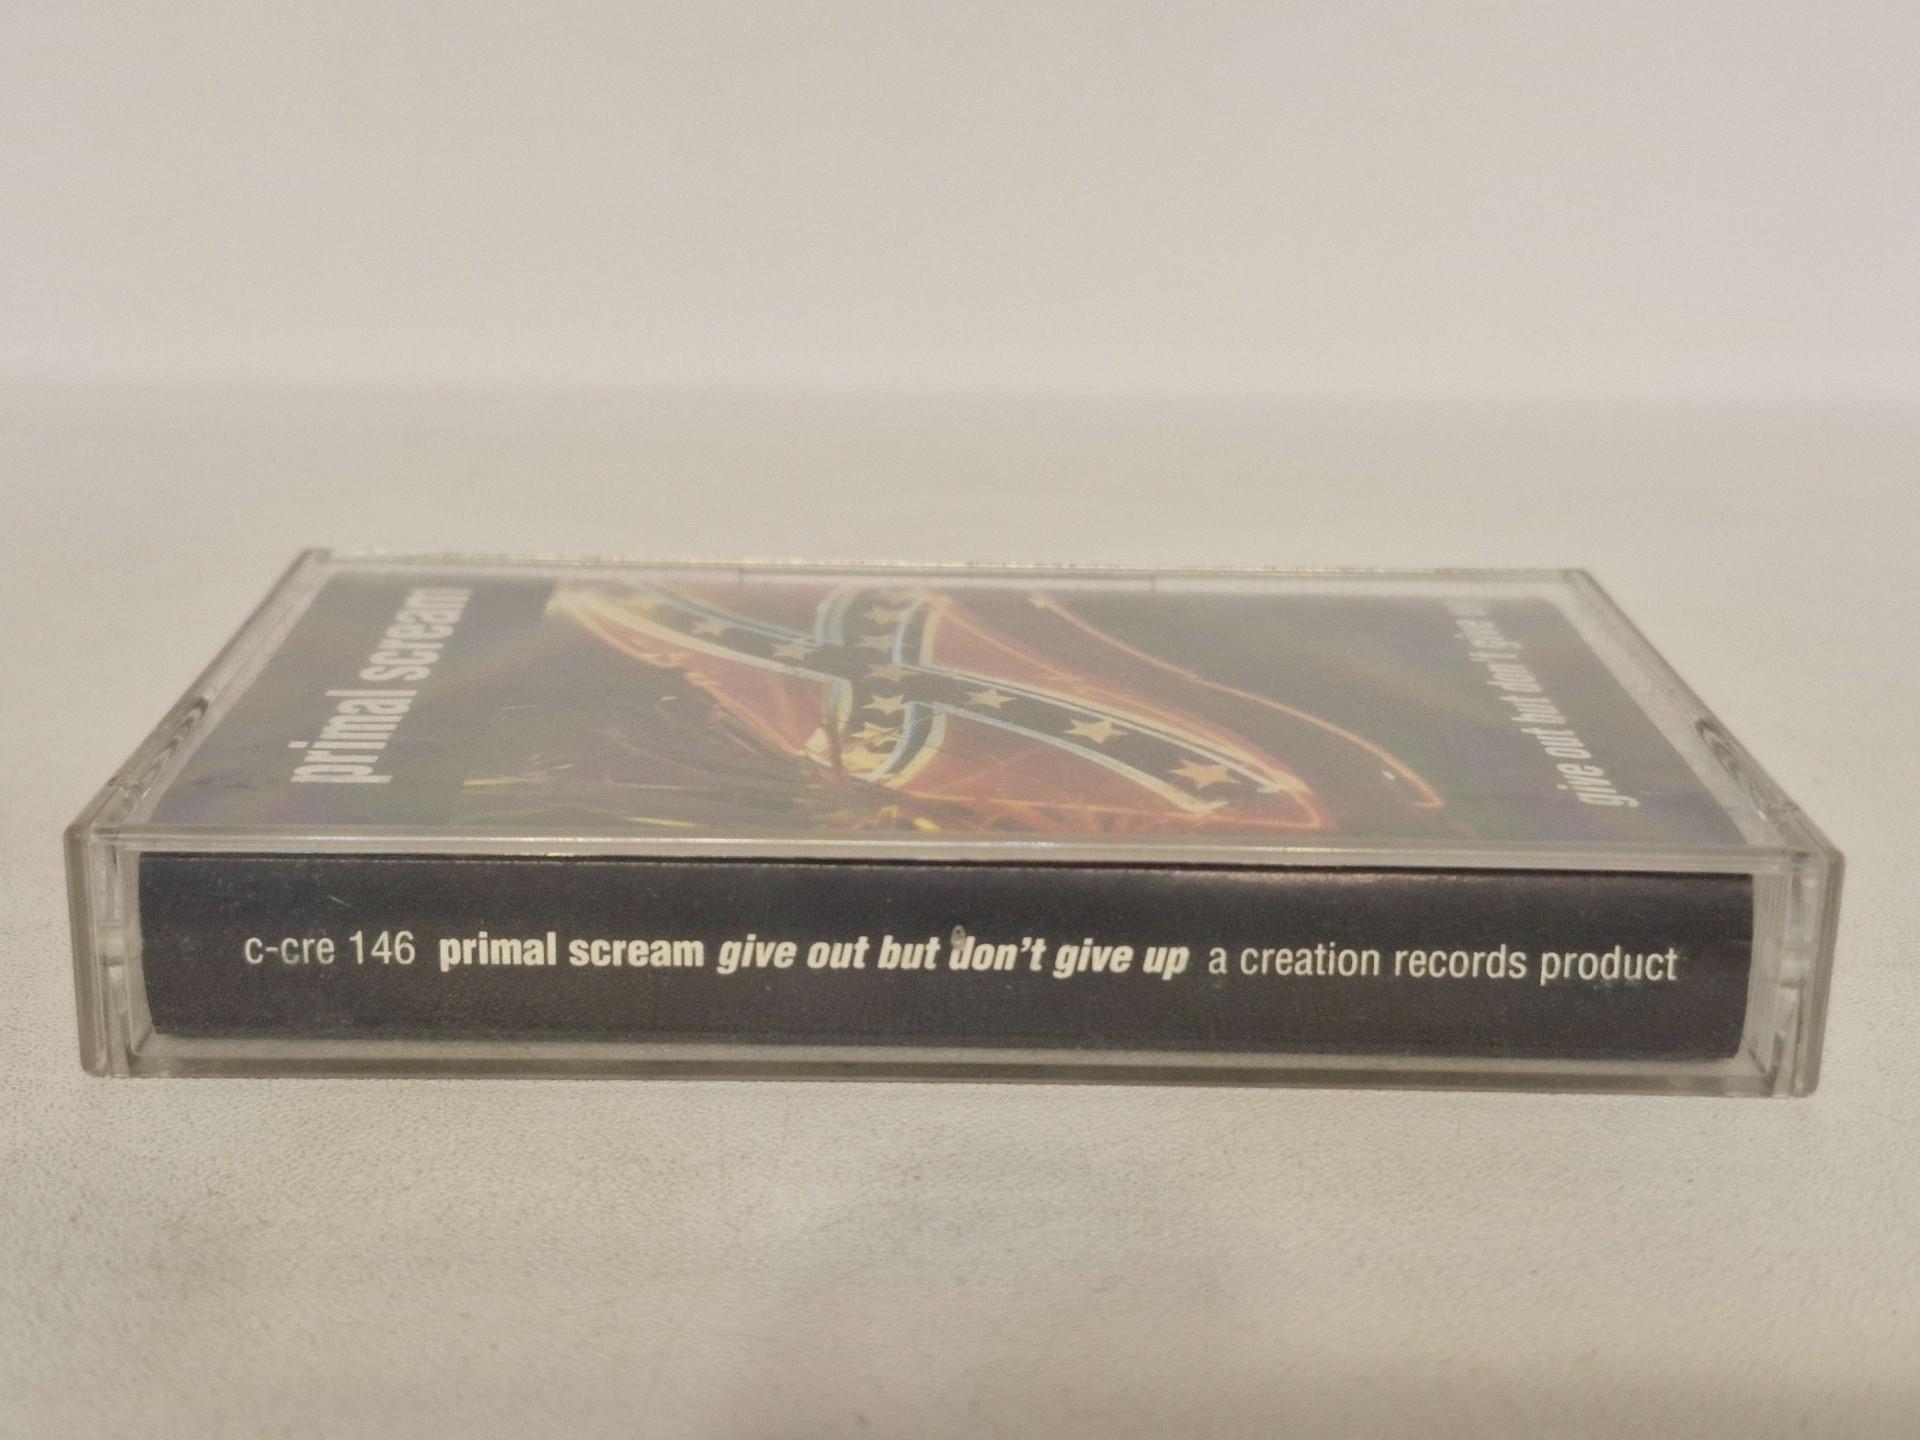 primal scream
give out but don't give
c-cre 146 primal scream give out but don't give up a creation records product